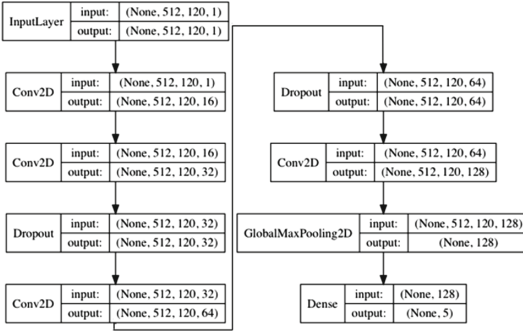 InputLayer input: (None, 512, 120, 1)
output: (None, 512, 120, 1)
Conv2D input: (None, 512, 120, 1)
output: (None, 512, 120, 16)
Conv2D input: (None, 512, 120, 16)
output: (None, 512, 120, 32)
Dropout input: (None, 512, 120, 32)
output: (None, 512, 120, 32)
Conv2D input: (None, 512, 120, 32)
output: (None, 512, 120, 64)
Dropout input: (None, 512, 120, 64)
output: (None, 512, 120, 64)
Conv2D input: (None, 512, 120, 64)
output: (None, 512, 120, 128)
GlobalMaxPooling2D input: (None, 512, 120, 128)
output: (None, 128)
Dense input: (None, 128)
output: (None, 5)